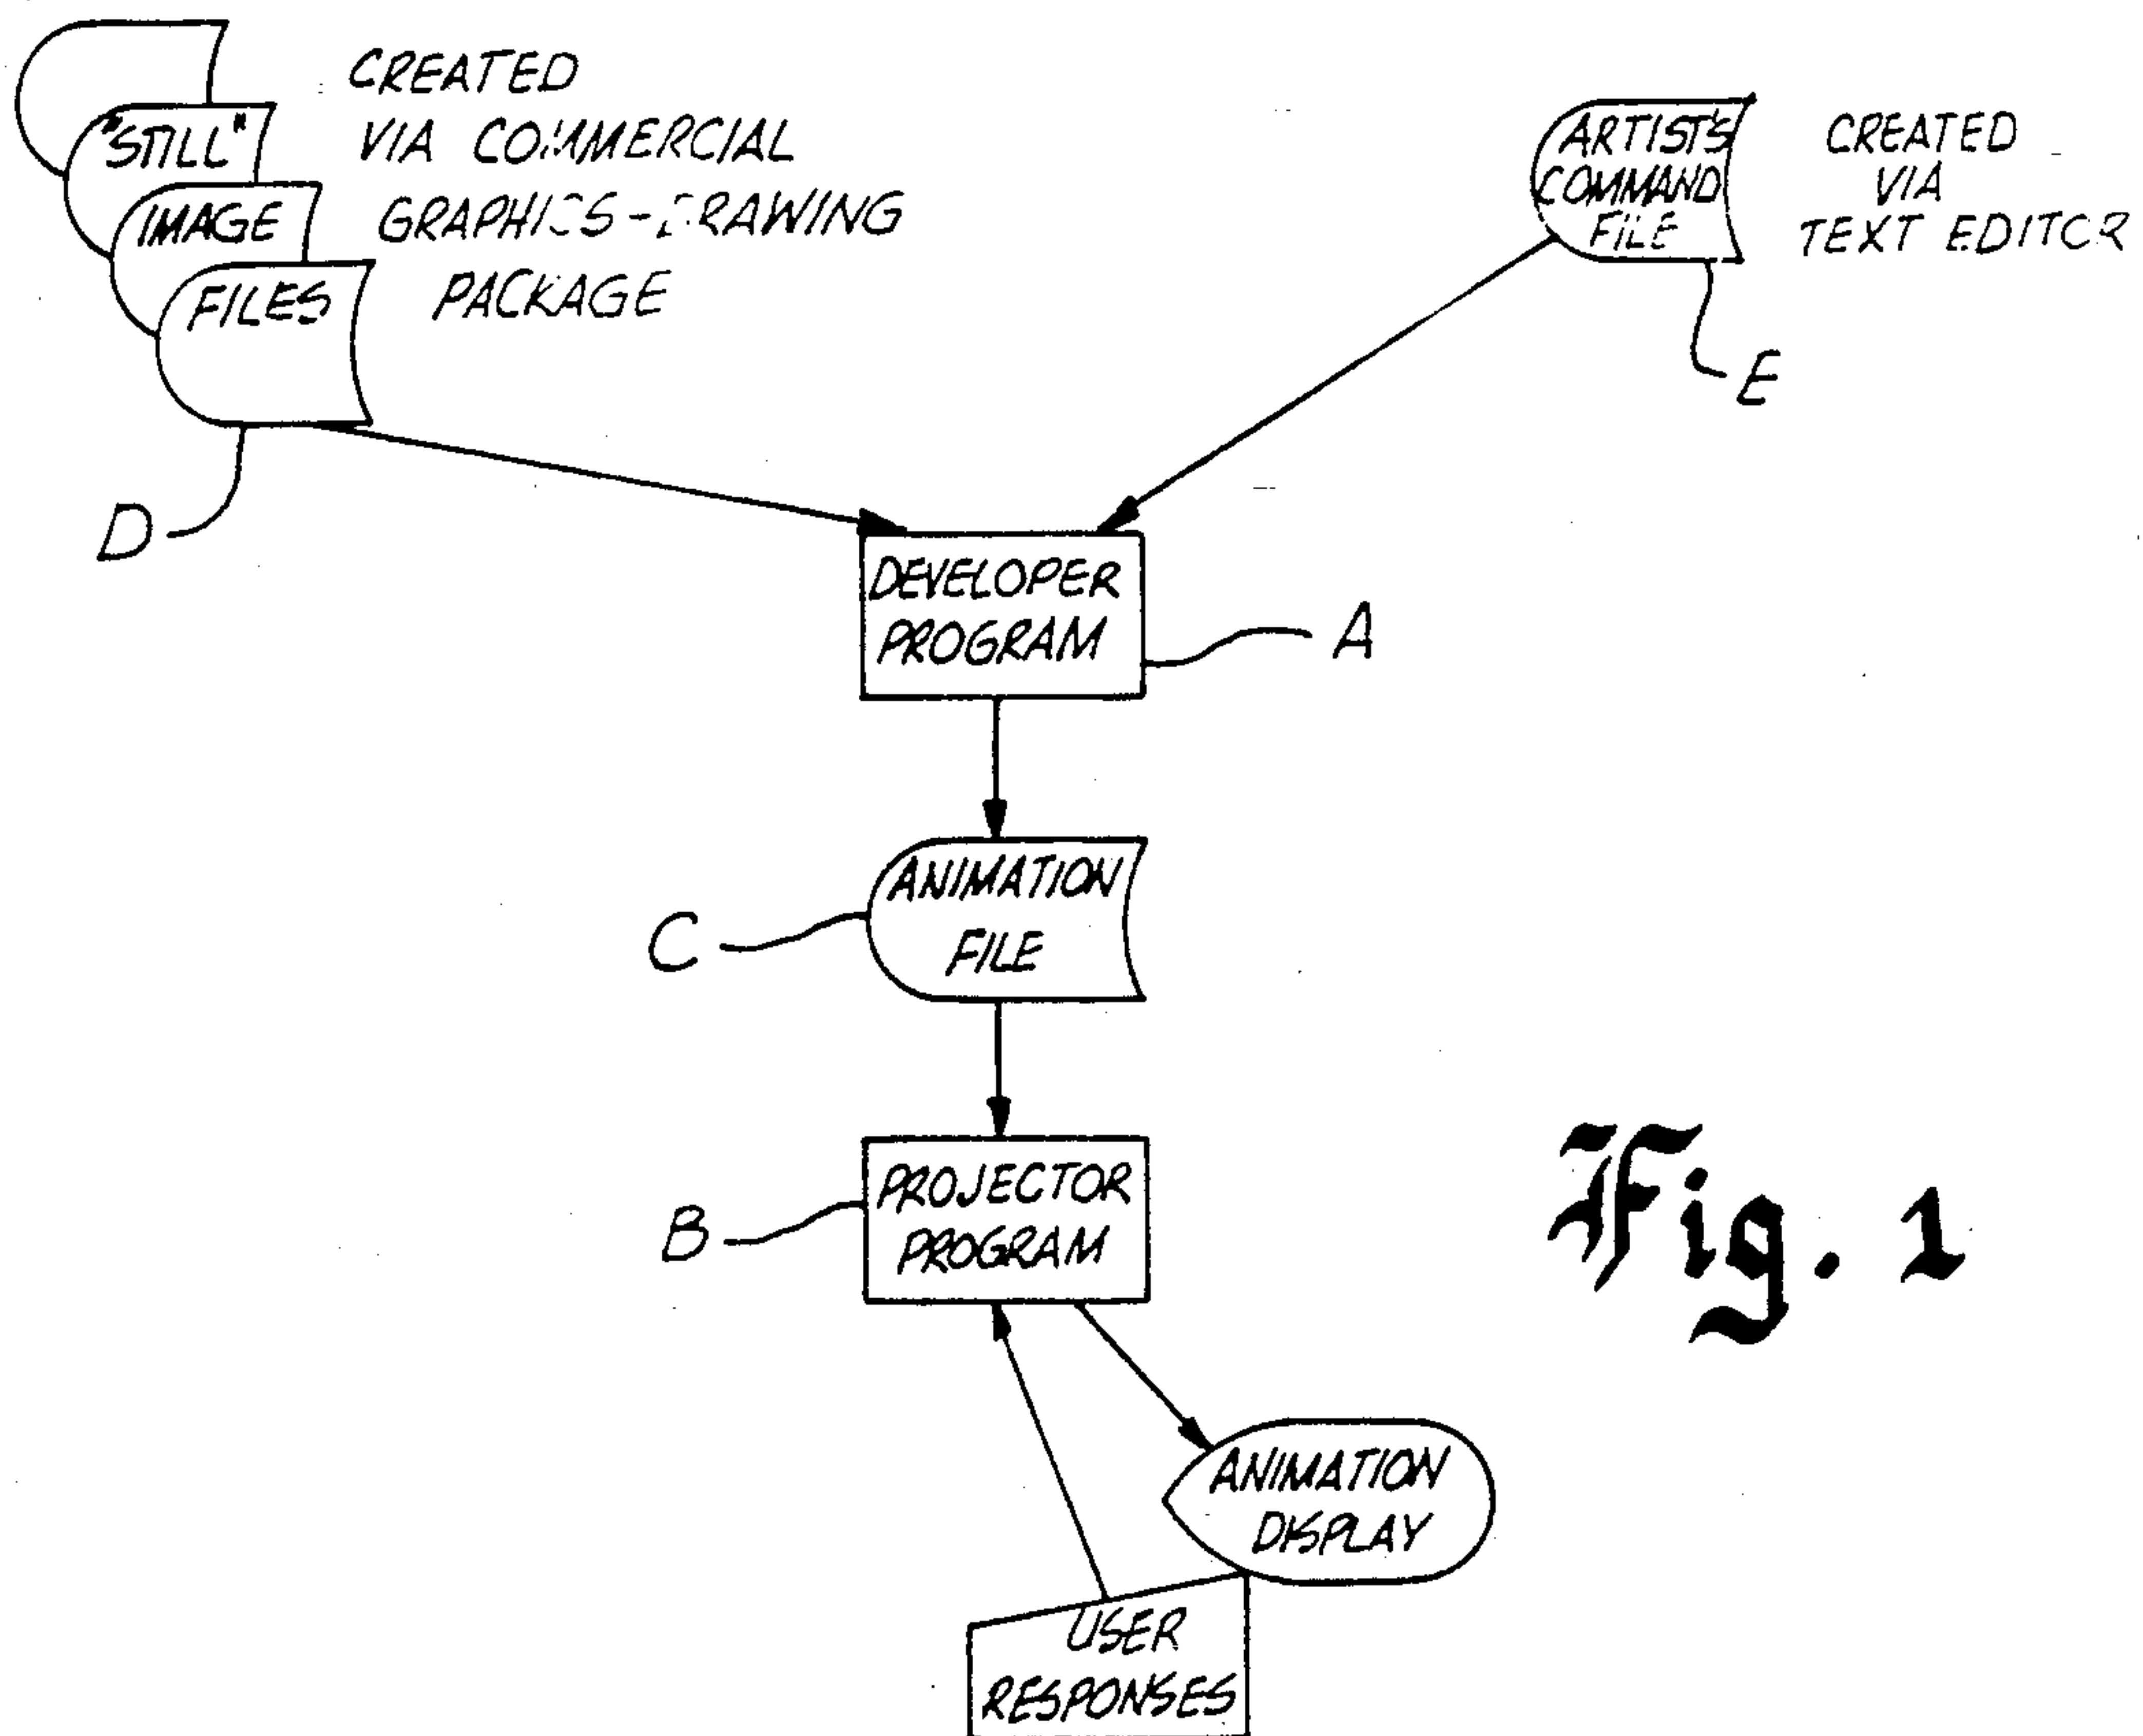 CREATED
VIA COMMERCIAL
GRAPHICS-DRAWING
PACKAGE
"STILL"
IMAGE
FILES
D
ARTIST'S
COMMAND
FILE
CREATED
VIA
TEXT EDITOR
E
DEVELOPER
PROGRAM
A
ANIMATION
FILE
C
PROJECTOR
PROGRAM
B
Fig. 1
ANIMATION
DISPLAY
USER
RESPONSES